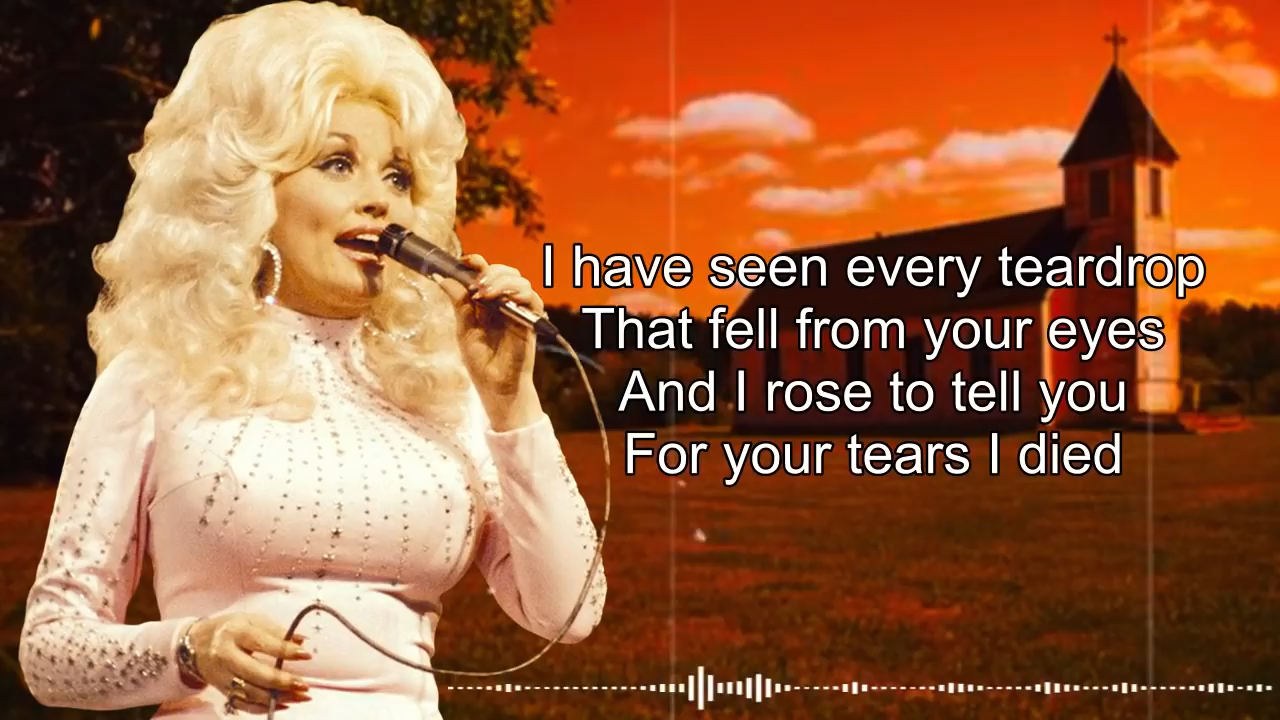 I have seen every teardrop
That fell from your eyes
And I rose to tell you
For your tears I died